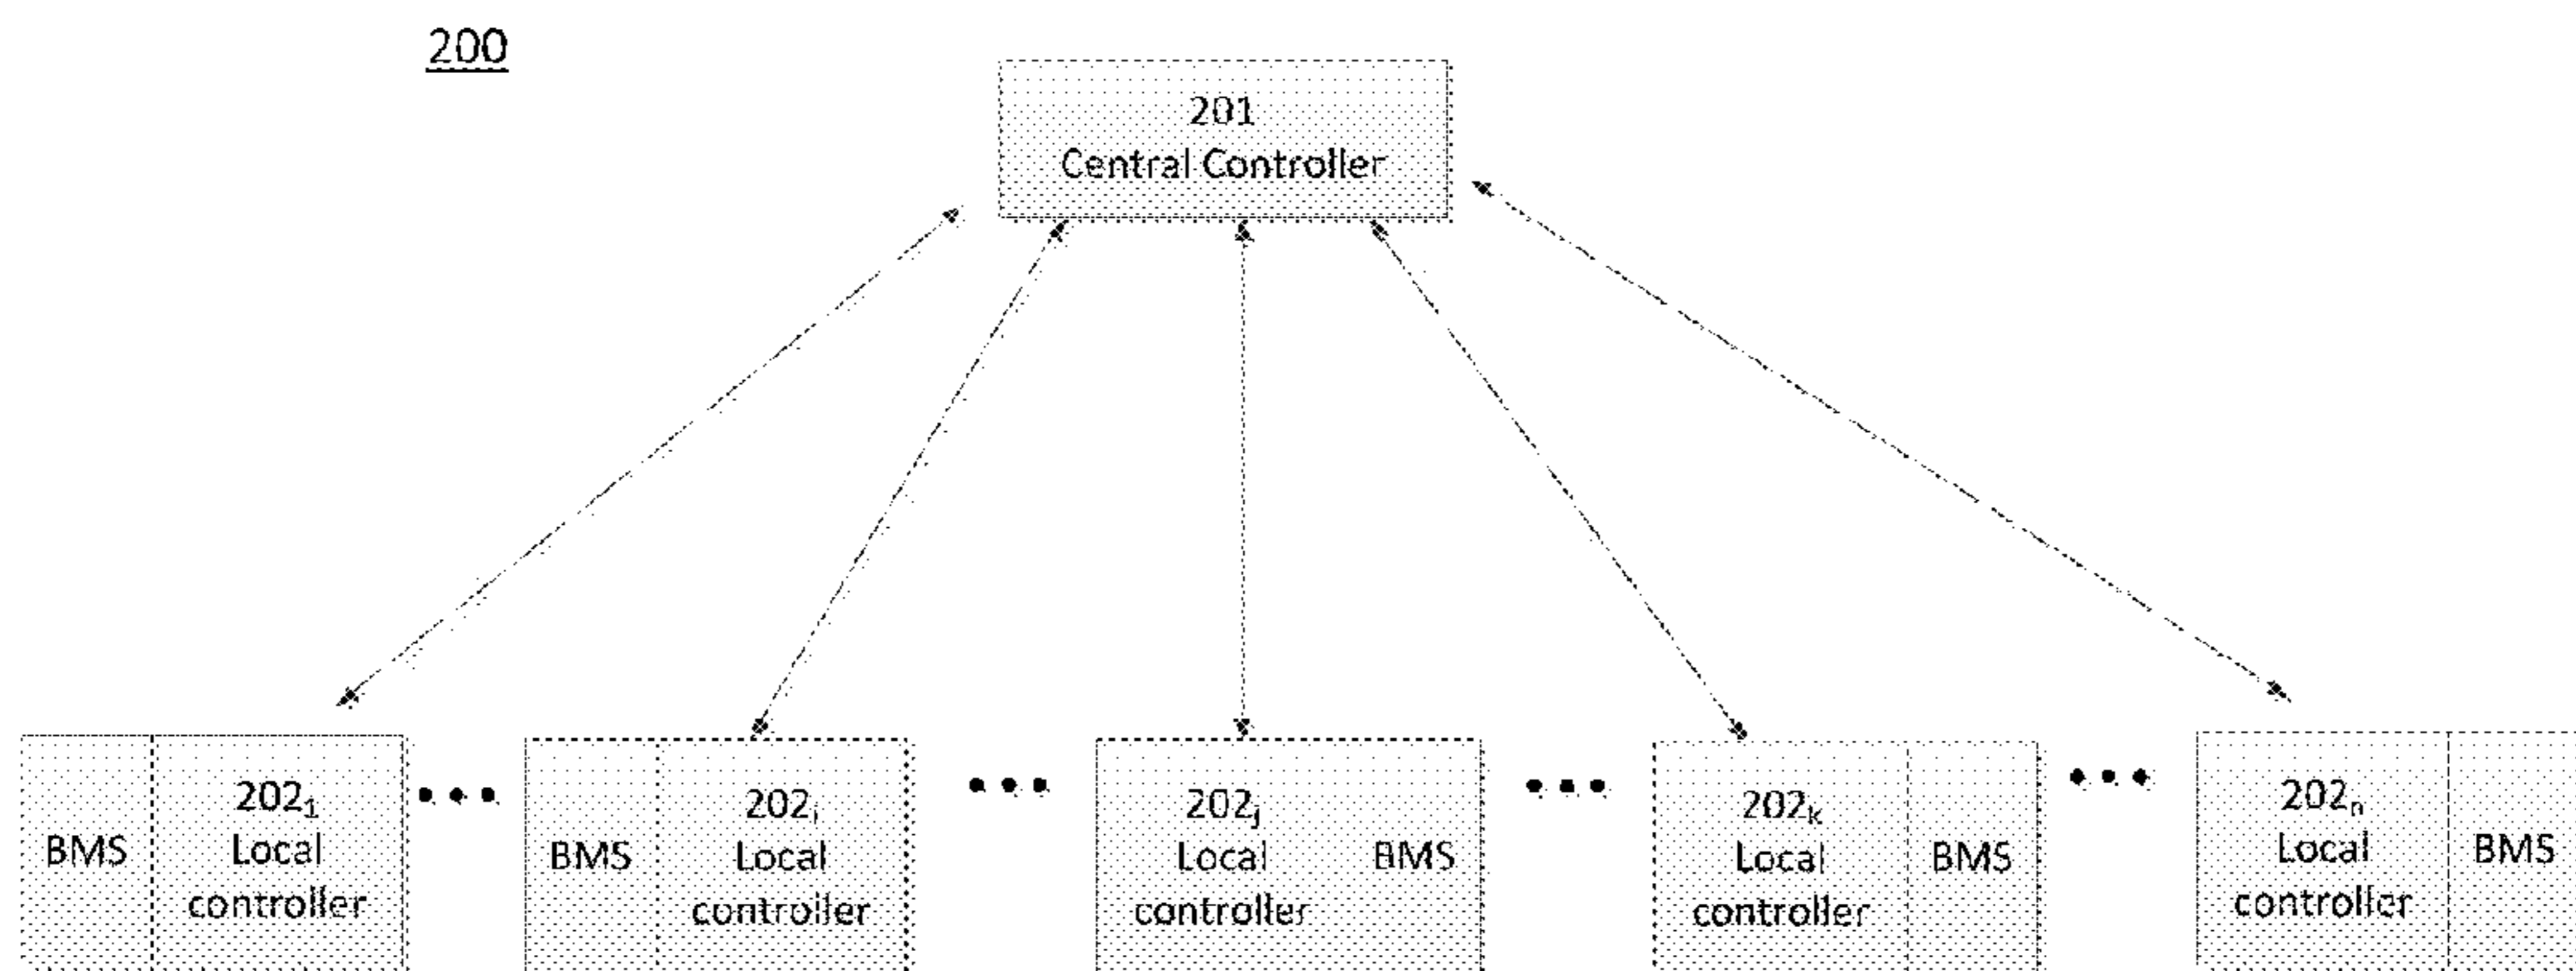 200
201
Central Controller
BMS
202₁
Local
controller
BMS
202ᵢ
Local
controller
202ⱼ
Local
controller
BMS
202ₖ
Local
controller
BMS
202ₙ
Local
controller
BMS